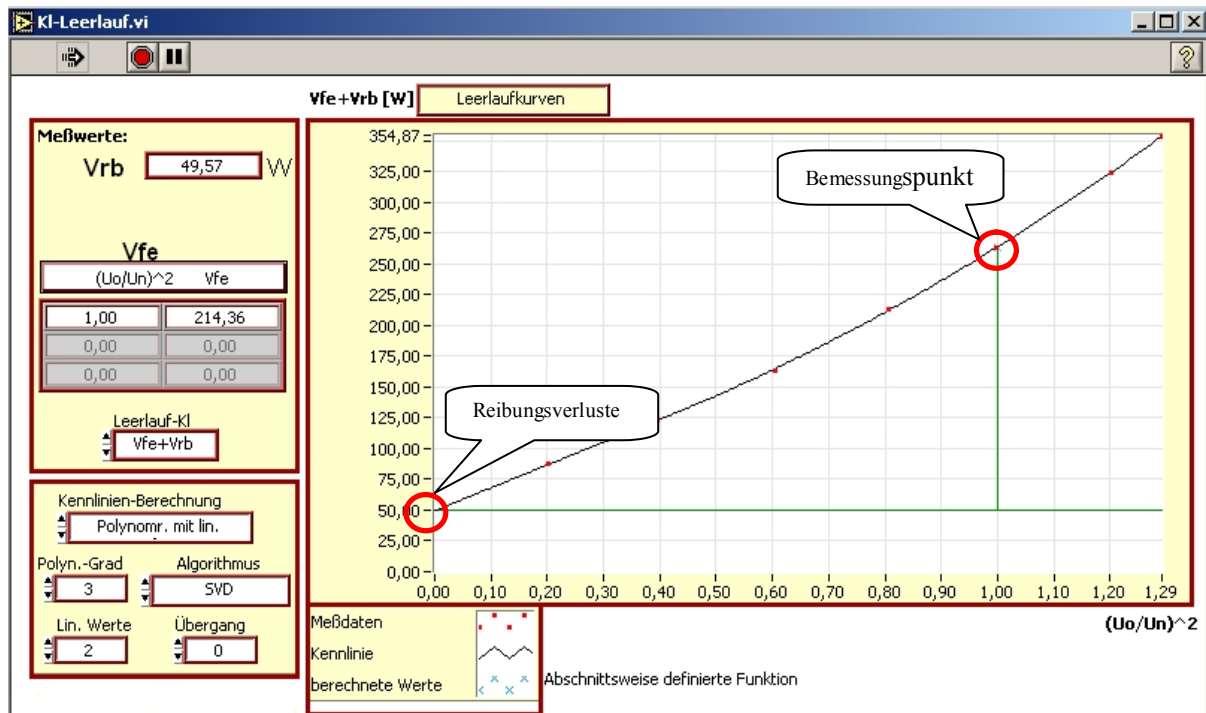 Kl-Leerlauf.vi
Vfe+Vrb [W] Leerlaufkurven
Meßwerte:
Vrb 49,57 W
Vfe
(Uo/Un)^2 Vfe
1,00 214,36
0,00 0,00
0,00 0,00
Leerlauf-Kl
Vfe+Vrb
Kennlinien-Berechnung
Polynomr. mit lin.
Polyn.-Grad Algorithmus
3 SVD
Lin. Werte Übergang
2 0
354,87
325,00
300,00
275,00
250,00
225,00
200,00
175,00
150,00
125,00
100,00
75,00
50,00
25,00
0,00
Bemessungspunkt
Reibungsverluste
0,00 0,10 0,20 0,30 0,40 0,50 0,60 0,70 0,80 0,90 1,00 1,10 1,20 1,29
(Uo/Un)^2
Meßdaten
Kennlinie
berechnete Werte
Abschnittsweise definierte Funktion